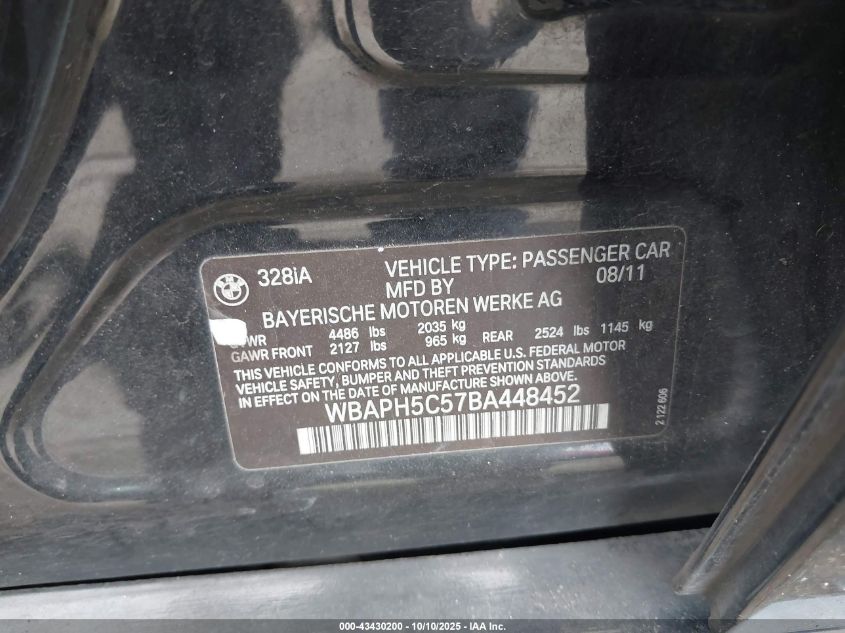 BMW
328iA
VEHICLE TYPE: PASSENGER CAR
MFD BY 08/11
BAYERISCHE MOTOREN WERKE AG
4486 lbs 2035 kg
GAWR FRONT 2127 lbs 965 kg REAR 2524 lbs 1145 kg
THIS VEHICLE CONFORMS TO ALL APPLICABLE U.S. FEDERAL MOTOR
VEHICLE SAFETY, BUMPER AND THEFT PREVENTION STANDARDS
IN EFFECT ON THE DATE OF MANUFACTURE SHOWN ABOVE.
WBAPH5C57BA448452
2 122 606
000-43430200 - 10/10/2025 - IAA Inc.